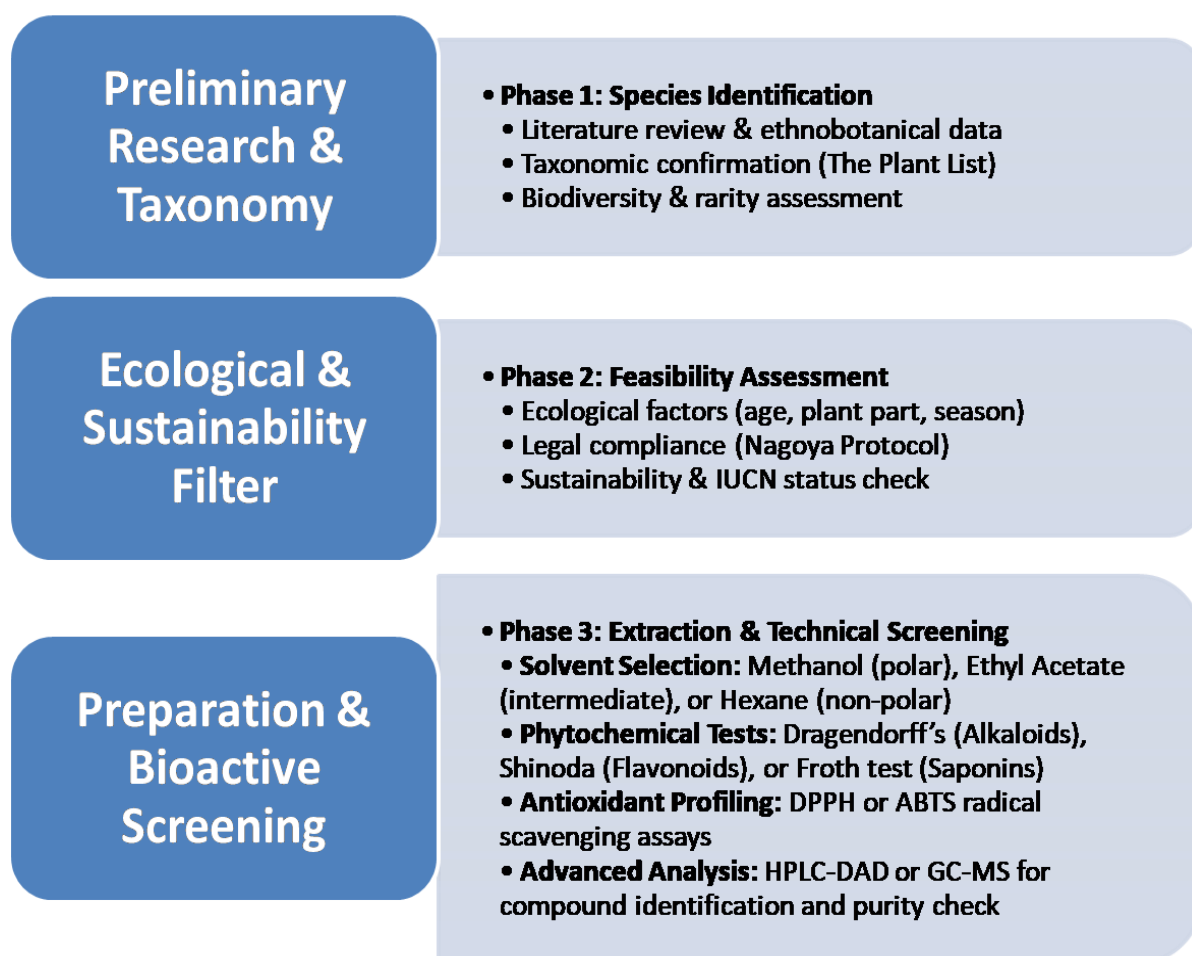 Preliminary
Research &
Taxonomy
• Phase 1: Species Identification
• Literature review & ethnobotanical data
• Taxonomic confirmation (The Plant List)
• Biodiversity & rarity assessment
Ecological &
Sustainability
Filter
• Phase 2: Feasibility Assessment
• Ecological factors (age, plant part, season)
• Legal compliance (Nagoya Protocol)
• Sustainability & IUCN status check
Preparation &
Bioactive
Screening
• Phase 3: Extraction & Technical Screening
• Solvent Selection: Methanol (polar), Ethyl Acetate
(intermediate), or Hexane (non-polar)
• Phytochemical Tests: Dragendorff’s (Alkaloids),
Shinoda (Flavonoids), or Froth test (Saponins)
• Antioxidant Profiling: DPPH or ABTS radical
scavenging assays
• Advanced Analysis: HPLC-DAD or GC-MS for
compound identification and purity check